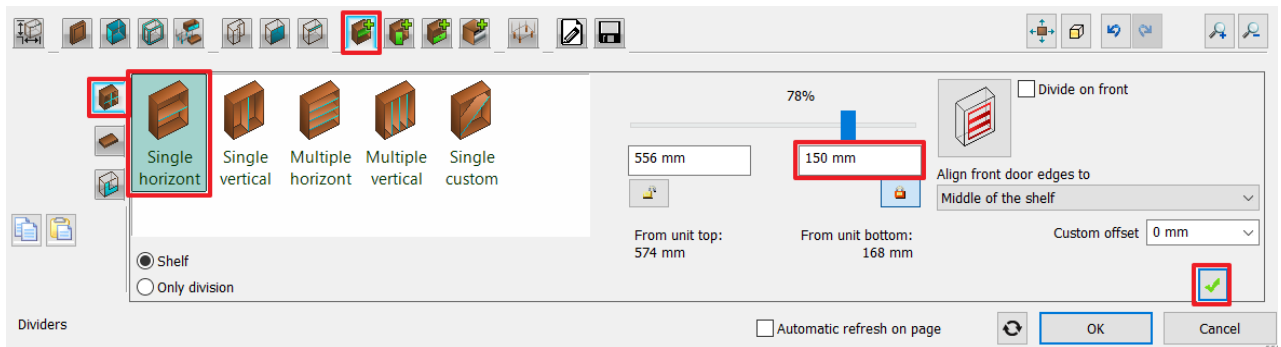 78%
Divide on front
Single
horizont
Single
vertical
Multiple
horizont
Multiple
vertical
Single
custom
556 mm
150 mm
Align front door edges to
Middle of the shelf
From unit top:
574 mm
From unit bottom:
168 mm
Custom offset
0 mm
Shelf
Only division
Dividers
Automatic refresh on page
OK
Cancel